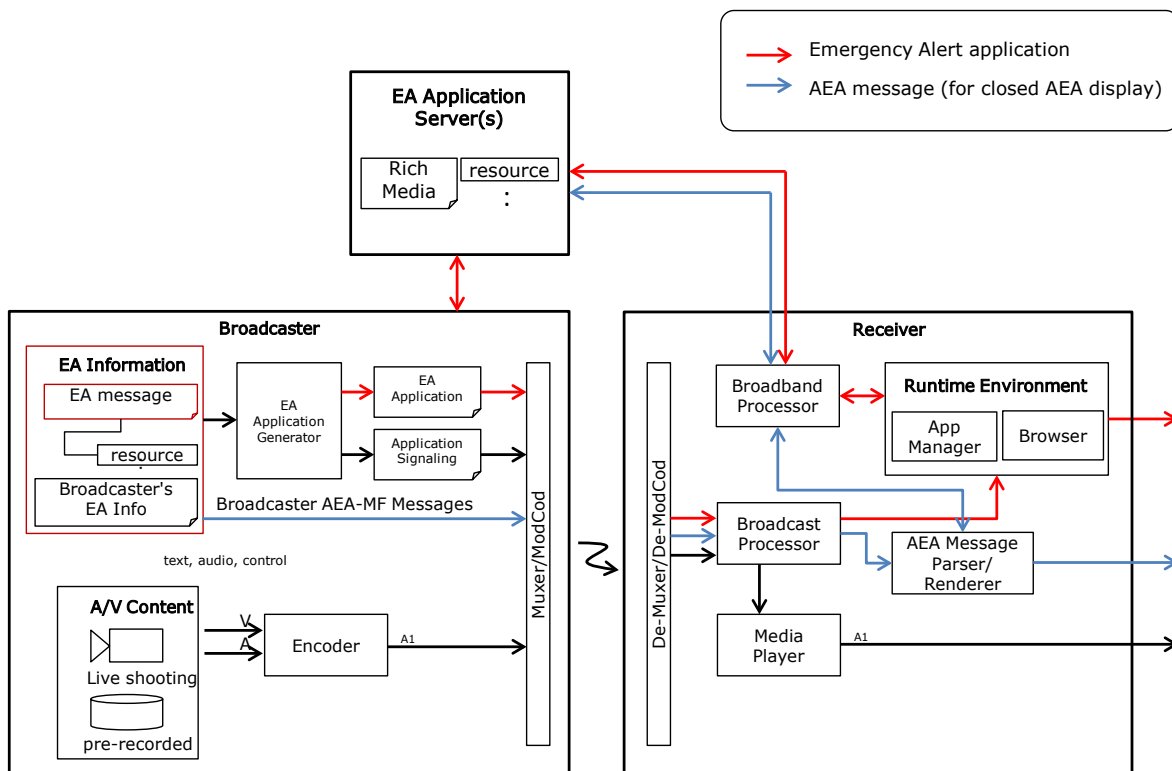 Emergency Alert application
AEA message (for closed AEA display)
EA Application
Server(s)
Rich
Media
resource
:
Broadcaster
EA Information
EA message
resource
.
Broadcaster's
EA Info
EA
Application
Generator
EA
Application
Application
Signaling
Broadcaster AEA-MF Messages
text, audio, control
A/V Content
Live shooting
pre-recorded
V
A
Encoder
A1
Muxer/ModCod
Receiver
De-Muxer/De-ModCod
Broadband
Processor
Runtime Environment
App
Manager
Browser
Broadcast
Processor
AEA Message
Parser/
Renderer
Media
Player
A1